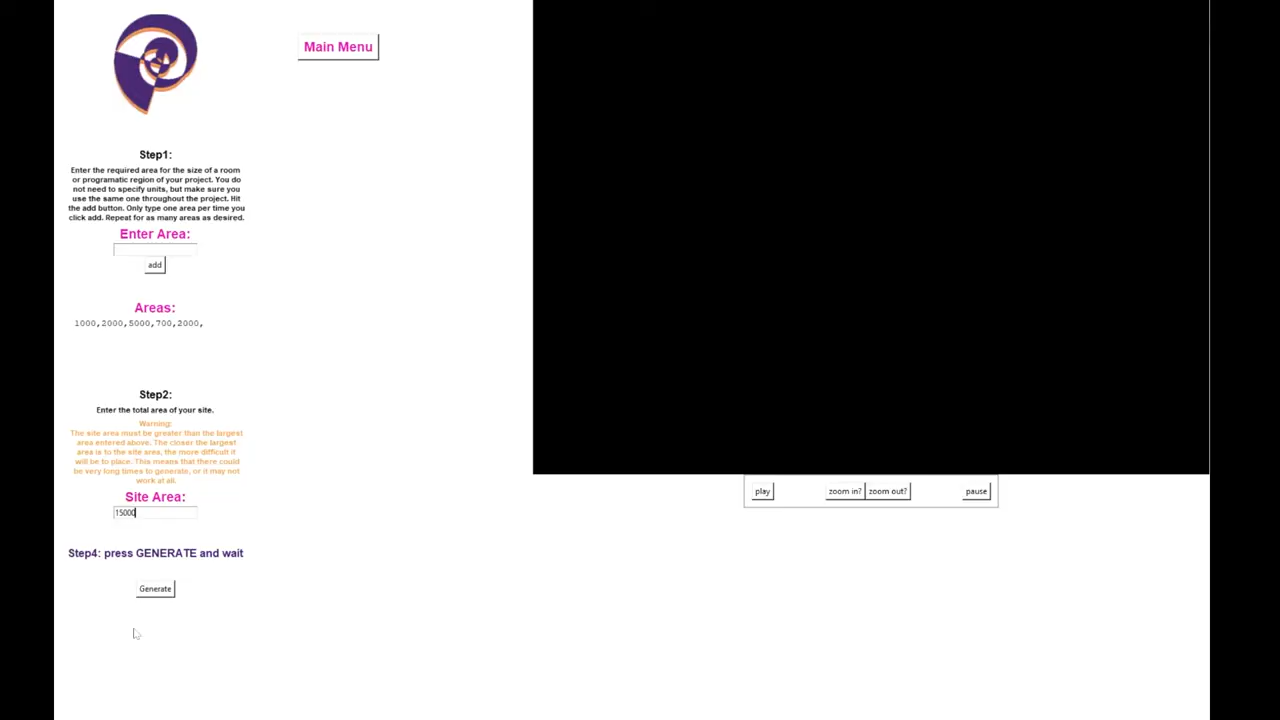 Main Menu
Step1:
Enter the required area for the size of a room
or programatic region of your project. You do
not need to specify units, but make sure you
use the same one throughout the project. Hit
the add button. Only type one area per time you
click add. Repeat for as many areas as desired.
Enter Area:
add
Areas:
1000,2000,5000,700,2000,
Step2:
Enter the total area of your site.
Warning:
The site area must be greater than the largest
area entered above. The closer the largest
area is to the site area, the more difficult it
will be to place. This means that there could
be very long times to generate, or it may not
work at all.
Site Area:
15000
Step4: press GENERATE and wait
Generate
play
zoom in?
zoom out?
pause